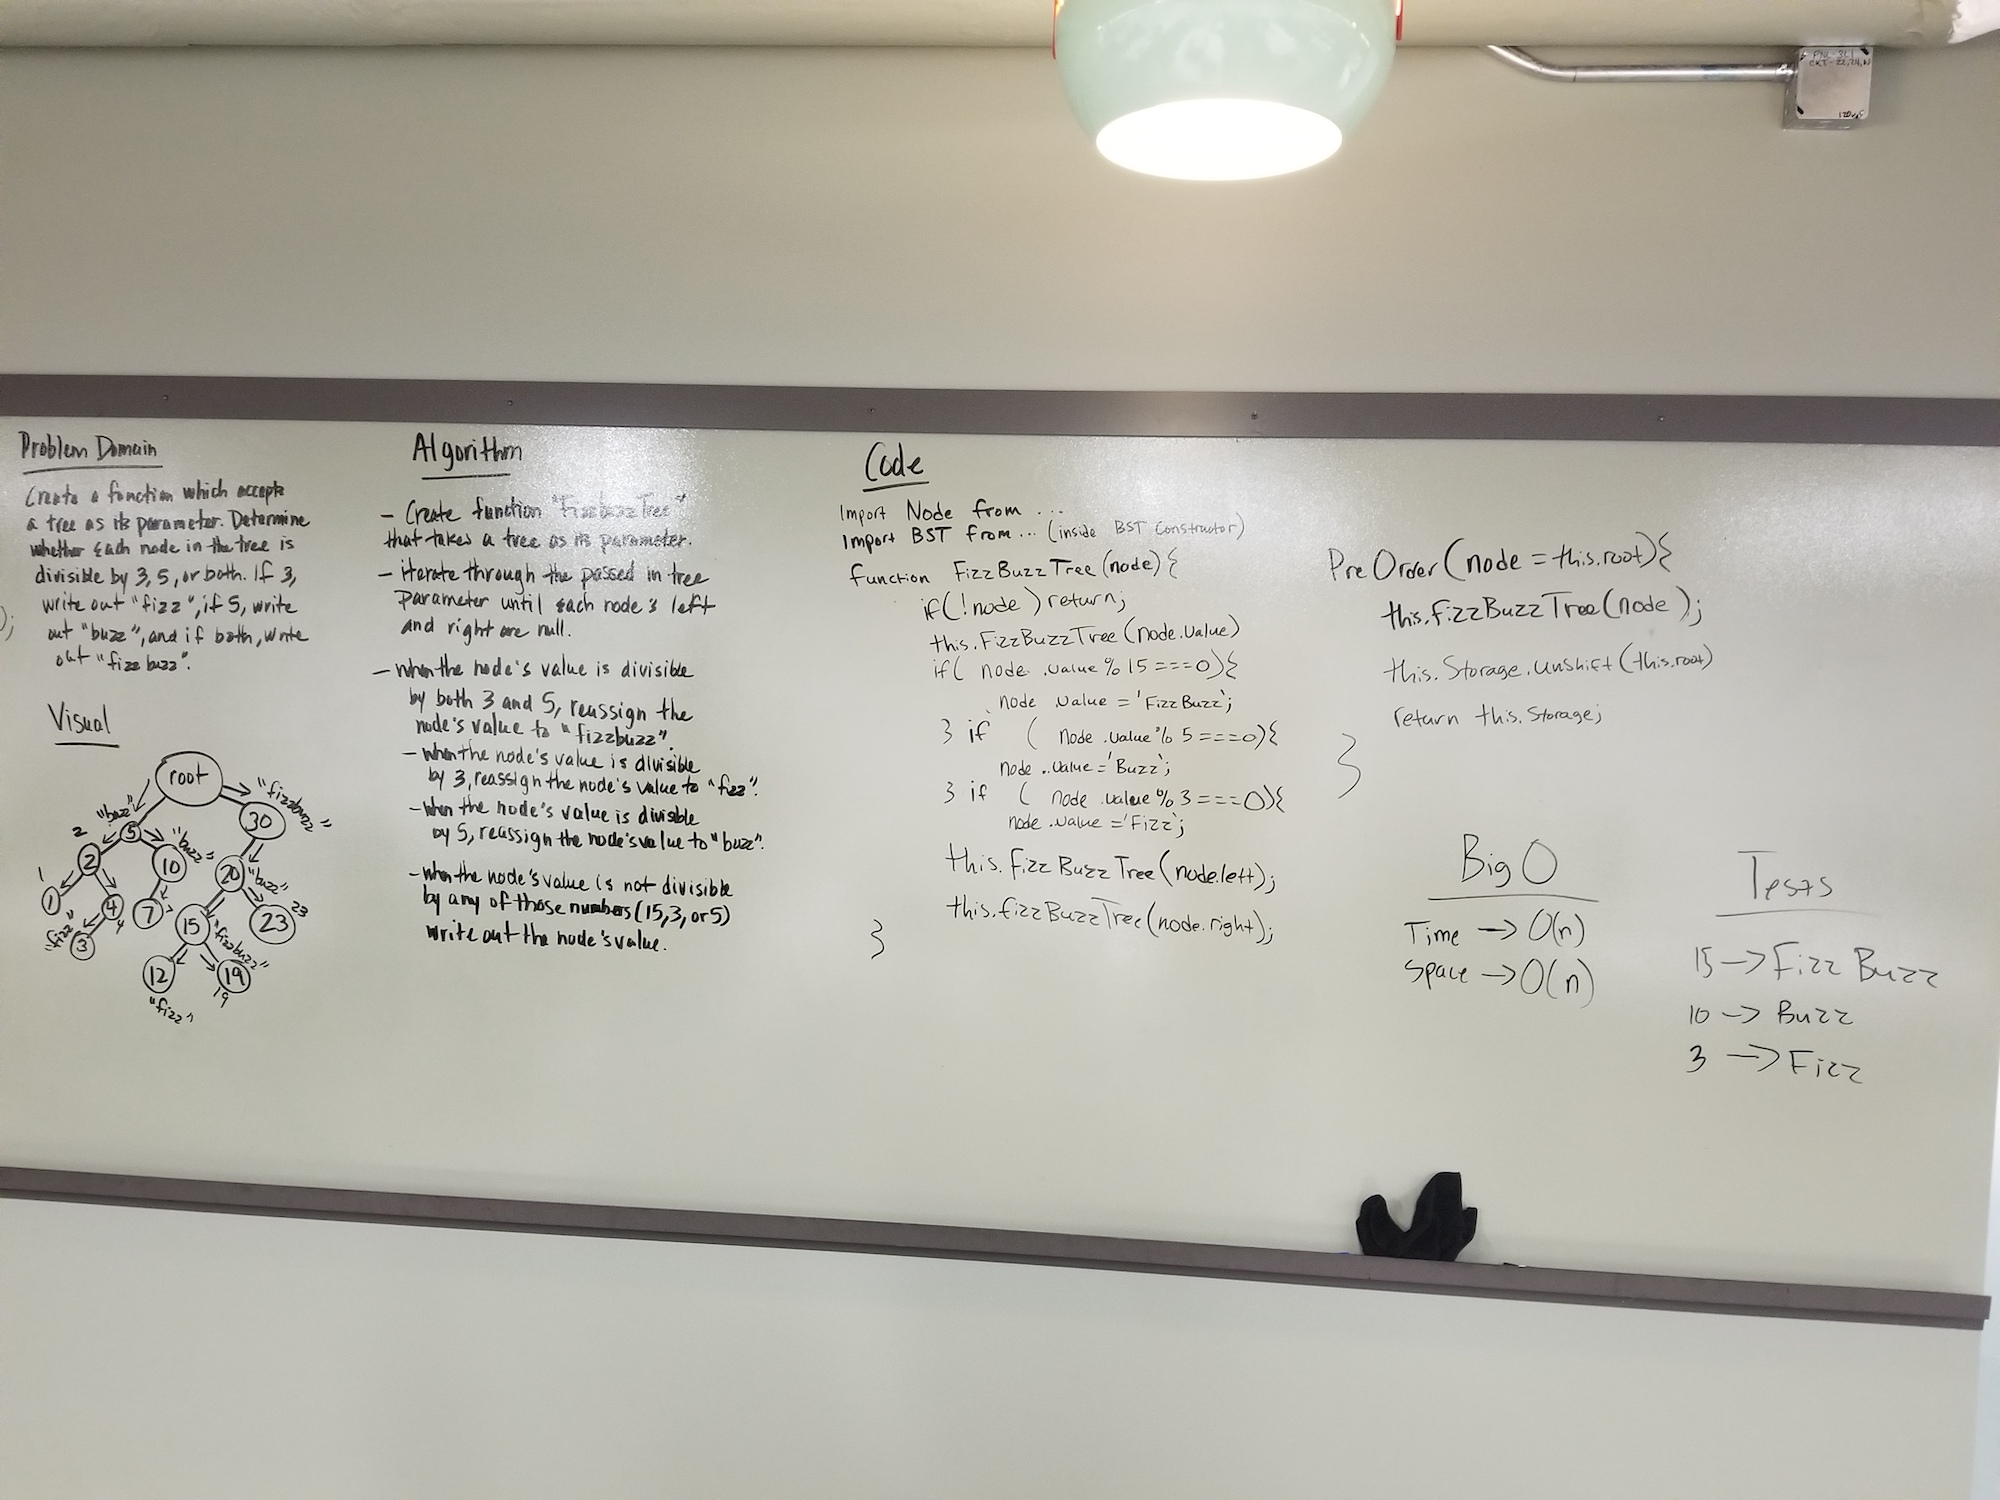 PNL-3L1
CKT-22,24,26
Problem Domain
Create a function which accepts
a tree as its parameter. Determine
whether each node in the tree is
divisible by 3, 5, or both. If 3,
write out "fizz", if 5, write
out "buzz", and if both, write
out "fizzbuzz".
);
Visual
root
"buzz"
"fizzbuzz"
2
5
30
"buzz"
2
10
20
"buzz"
1
1
4
4
7
7
15
23
23
"fizz"
3
"fizzbuzz"
12
19
"fizz"
19
Algorithm
- Create function "FizzbuzzTree"
that takes a tree as its parameter.
- iterate through the passed in tree
parameter until each node's left
and right are null.
- when the node's value is divisible
by both 3 and 5, reassign the
node's value to "fizzbuzz".
- when the node's value is divisible
by 3, reassign the node's value to "fizz".
- when the node's value is divisible
by 5, reassign the node's value to "buzz".
- when the node's value is not divisible
by any of those numbers (15, 3, or 5)
write out the node's value.
Code
Import Node from ...
Import BST from ... (inside BST Constructor)
function FizzBuzzTree(node){
if(!node) return;
this.FizzBuzzTree(node.value)
if( node .value % 15 ===0){
node .value = 'FizzBuzz';
} if ( node .value % 5 ===0){
node .value = 'Buzz';
} if ( node .value % 3 ===0){
node .value = 'Fizz';
this.fizzBuzzTree(node.left);
this.fizzBuzzTree(node.right);
}
PreOrder(node = this.root){
this.fizzBuzzTree(node);
this.Storage.unshift(this.root)
return this.Storage;
}
Big O
Time -> O(n)
Space -> O(n)
Tests
15 -> Fizz Buzz
10 -> Buzz
3 -> Fizz